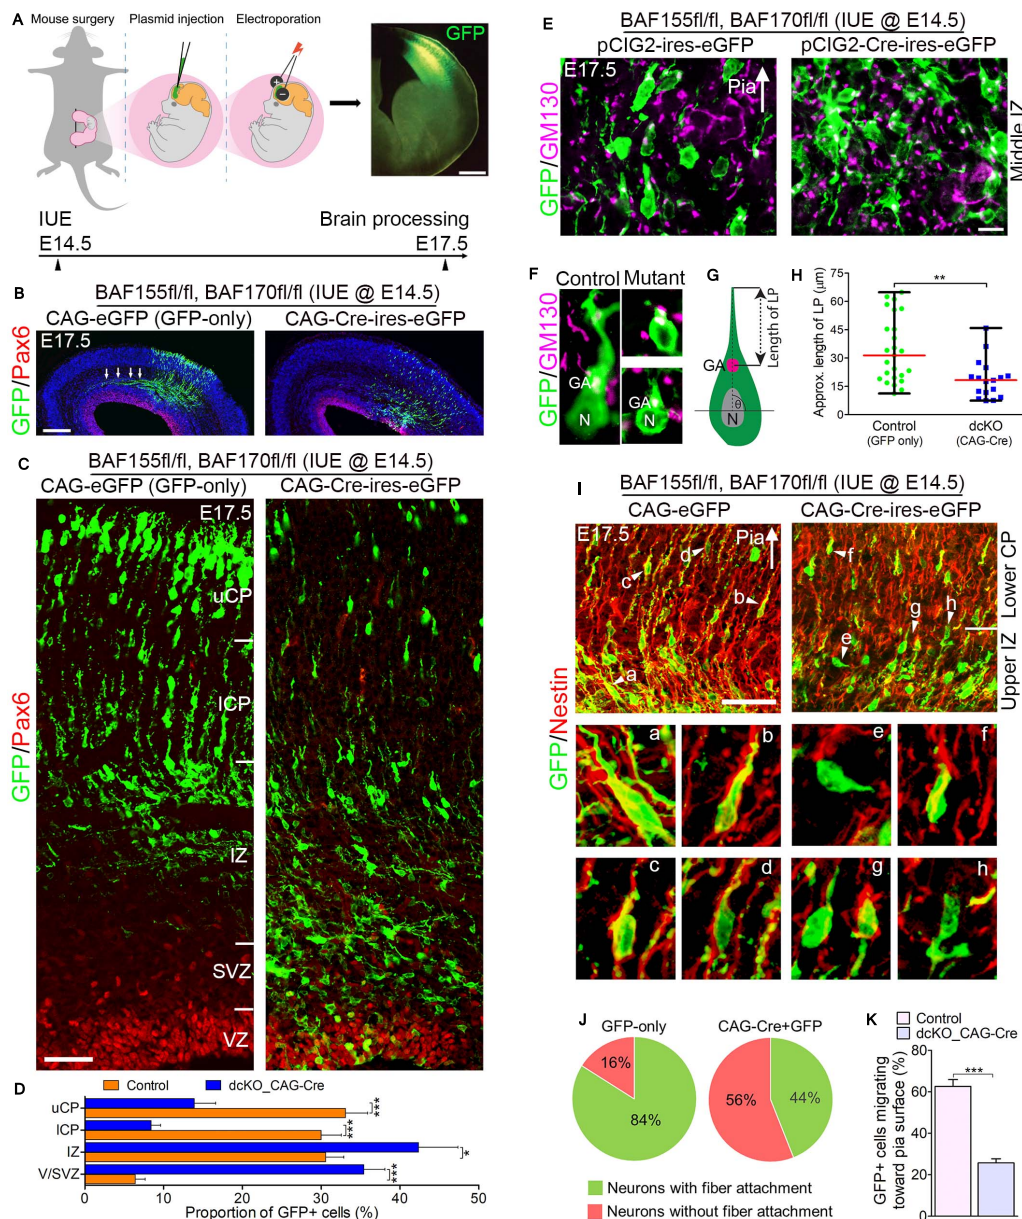 A
Mouse surgery
Plasmid injection
Electroporation
GFP
+
−
IUE
E14.5
Brain processing
E17.5
B
BAF155fl/fl, BAF170fl/fl (IUE @ E14.5)
CAG-eGFP (GFP-only)
CAG-Cre-ires-eGFP
GFP/Pax6
E17.5
C
BAF155fl/fl, BAF170fl/fl (IUE @ E14.5)
CAG-eGFP (GFP-only)
CAG-Cre-ires-eGFP
GFP/Pax6
E17.5
uCP
lCP
IZ
SVZ
VZ
D
Control
dcKO_CAG-Cre
uCP
lCP
IZ
V/SVZ
***
***
*
***
0
10
20
30
40
50
Proportion of GFP+ cells (%)
E
BAF155fl/fl, BAF170fl/fl (IUE @ E14.5)
pCIG2-ires-eGFP
pCIG2-Cre-ires-eGFP
GFP/GM130
E17.5
Pia
Middle IZ
F
Control
Mutant
GFP/GM130
GA
N
GA
N
G
Length of LP
GA
θ
N
H
Approx. length of LP (μm)
75
60
45
30
15
0
**
Control
(GFP only)
dcKO
(CAG-Cre)
I
BAF155fl/fl, BAF170fl/fl (IUE @ E14.5)
CAG-eGFP
CAG-Cre-ires-eGFP
GFP/Nestin
E17.5
Pia
a
b
c
d
e
f
g
h
Upper IZ
Lower CP
a
b
e
f
c
d
g
h
J
GFP-only
CAG-Cre+GFP
16%
84%
56%
44%
Neurons with fiber attachment
Neurons without fiber attachment
K
Control
dcKO_CAG-Cre
GFP+ cells migrating
toward pia surface (%)
80
60
40
20
0
***